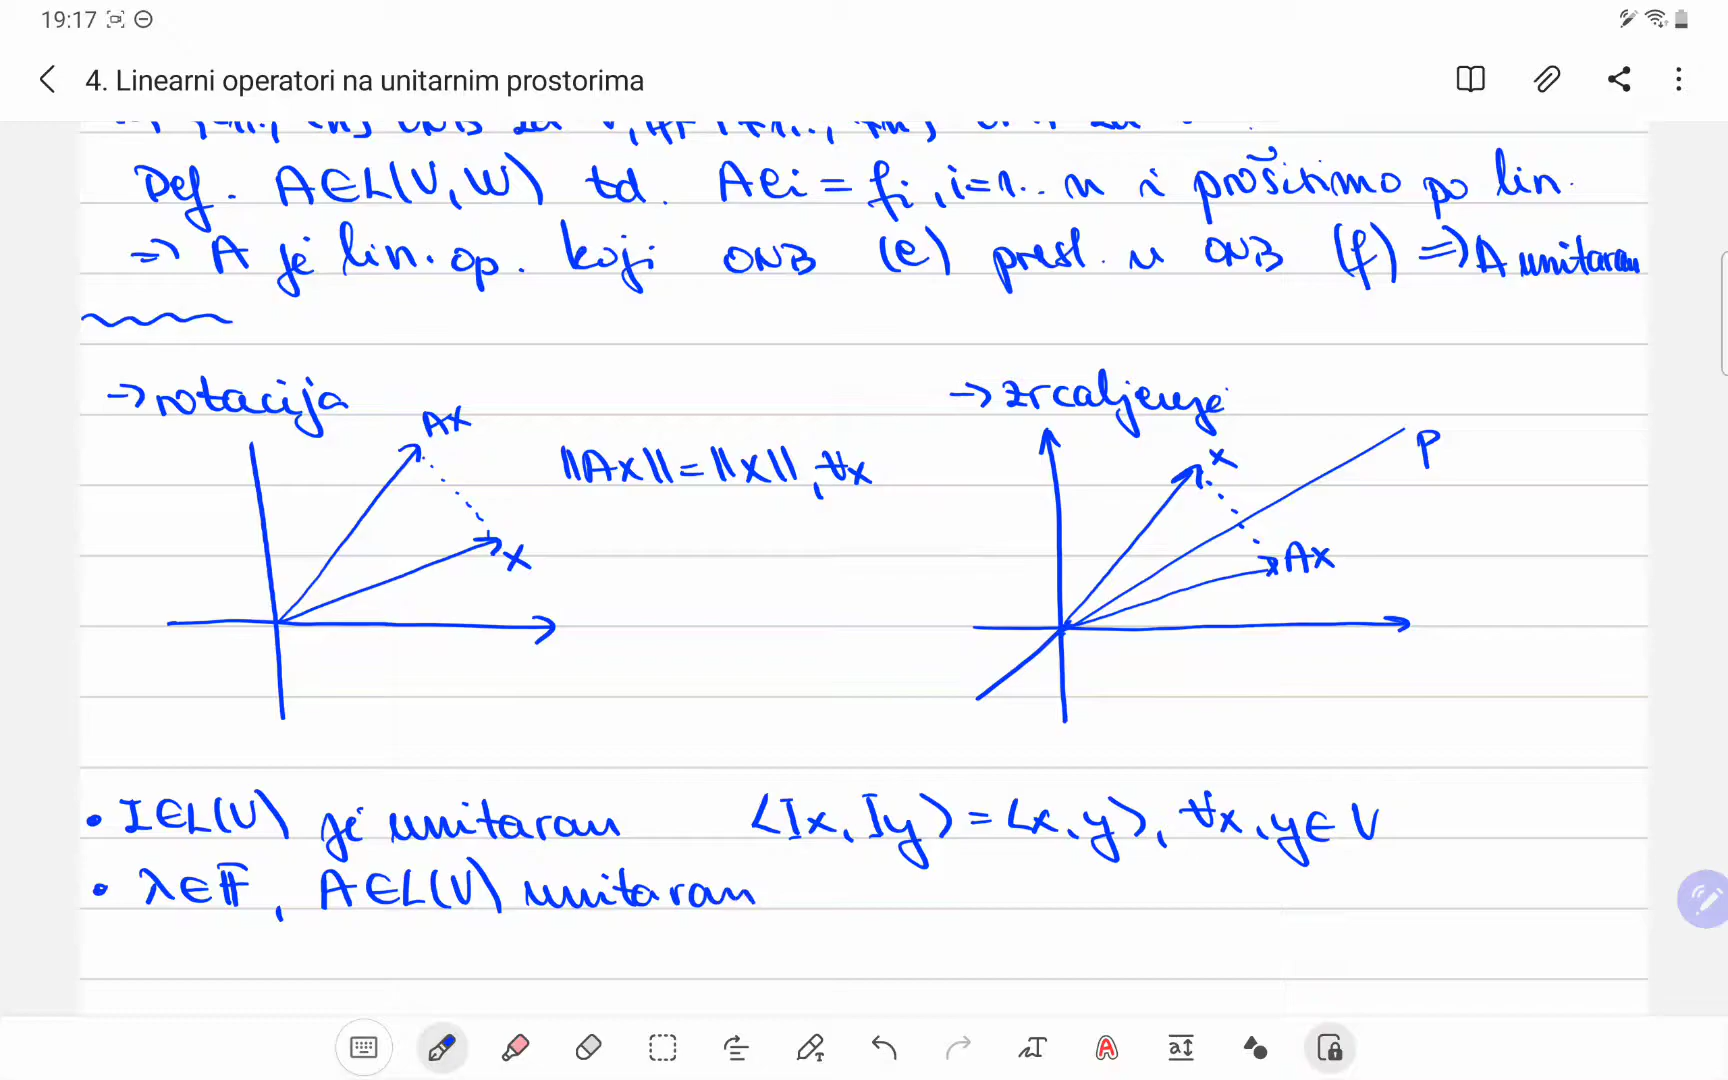 19:17
4. Linearni operatori na unitarnim prostorima
Def. A∈L(V,W) td. Aei = fi, i=1..n i proširimo po lin.
=> A je lin. op. koji ONB (e) presl. u ONB (f) => A unitaran
→ rotacija
→ zrcaljenje
Ax
||Ax|| = ||x||, ∀x
x
x
p
Ax
• I∈L(V) je unitaran <Ix, Iy> = <x, y>, ∀x, y∈V
• λ∈𝔽, A∈L(V) unitaran